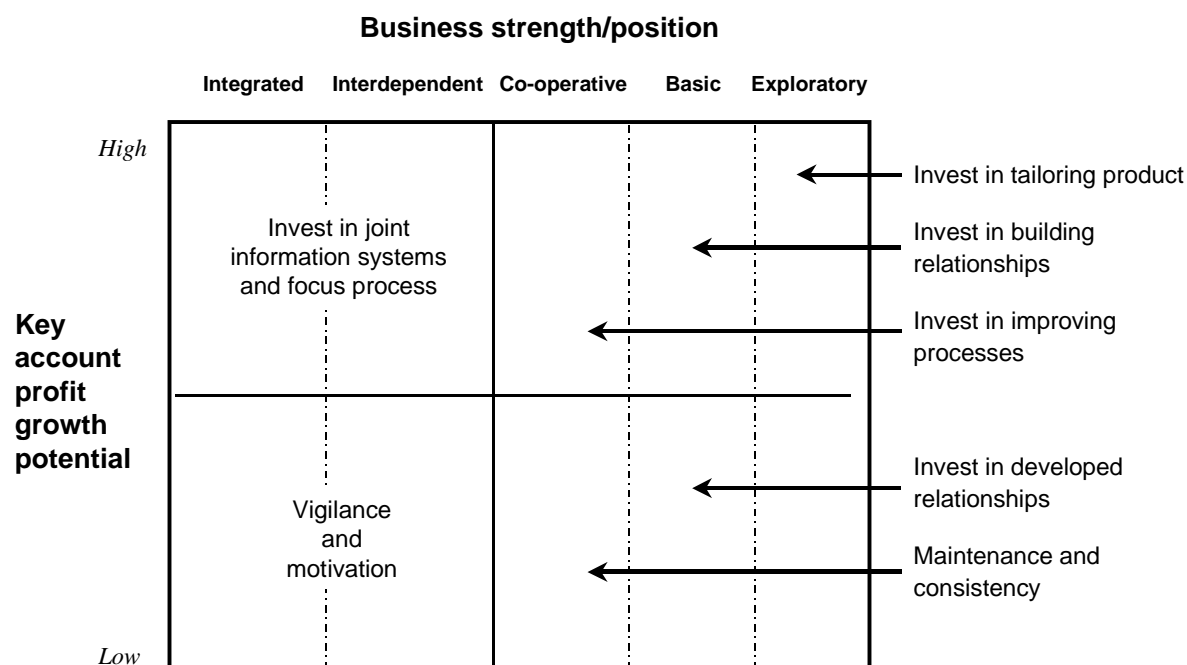 Business strength/position
Integrated Interdependent Co-operative Basic Exploratory
High
Invest in tailoring product
Invest in joint
information systems
and focus process
Invest in building
relationships
Invest in improving
processes
Key
account
profit
growth
potential
Invest in developed
relationships
Vigilance
and
motivation
Maintenance and
consistency
Low